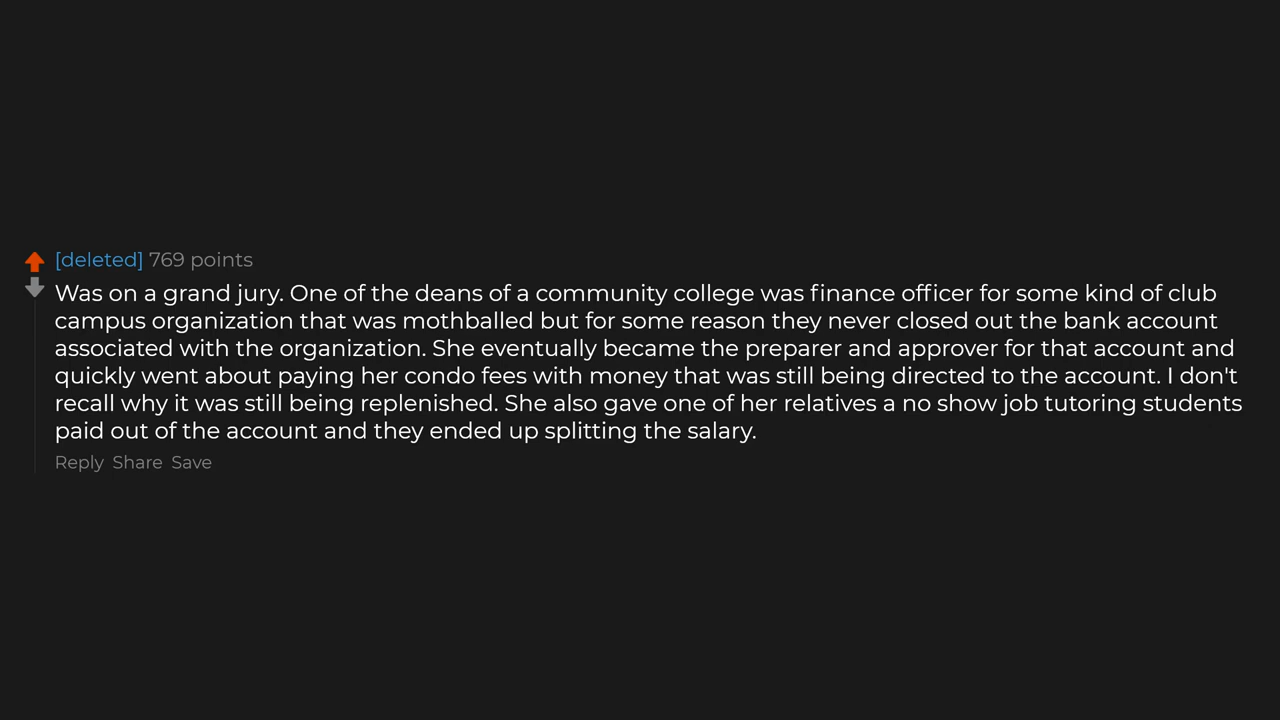 [deleted] 769 points
Was on a grand jury. One of the deans of a community college was finance officer for some kind of club
campus organization that was mothballed but for some reason they never closed out the bank account
associated with the organization. She eventually became the preparer and approver for that account and
quickly went about paying her condo fees with money that was still being directed to the account. I don't
recall why it was still being replenished. She also gave one of her relatives a no show job tutoring students
paid out of the account and they ended up splitting the salary.
Reply Share Save